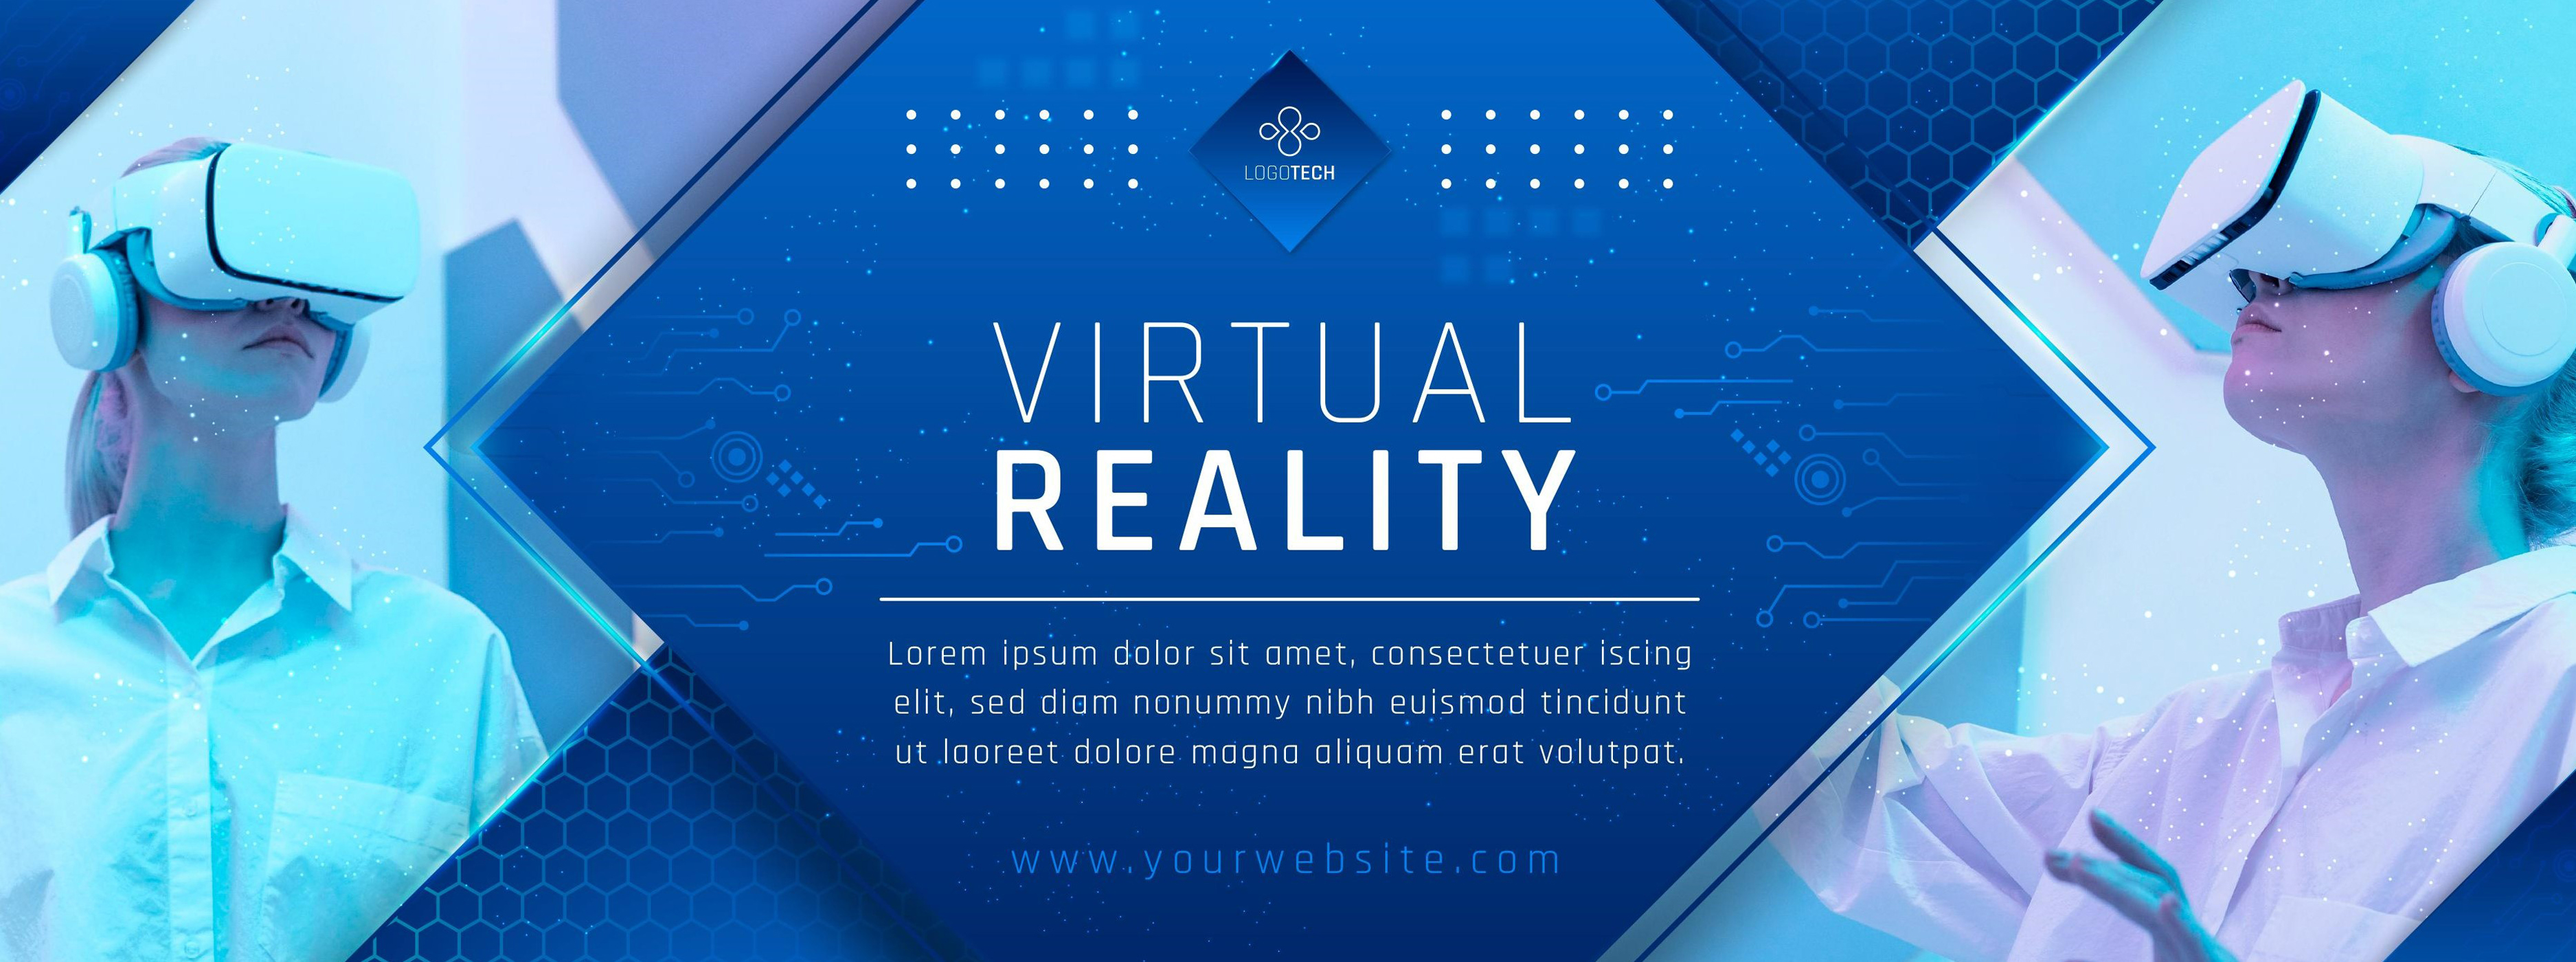 LOGOTECH
VIRTUAL
REALITY
Lorem ipsum dolor sit amet, consectetuer iscing
elit, sed diam nonummy nibh euismod tincidunt
ut laoreet dolore magna aliquam erat volutpat.
www.yourwebsite.com